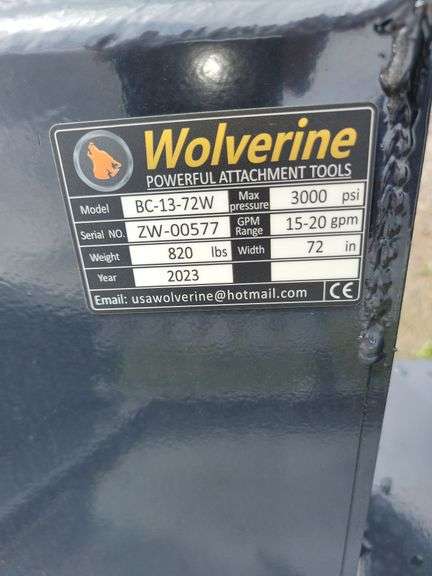 Wolverine
POWERFUL ATTACHMENT TOOLS
Model BC-13-72W Max pressure 3000 psi
Serial NO. ZW-00577 GPM Range 15-20 gpm
Weight 820 lbs Width 72 in
Year 2023
Email: usawolverine@hotmail.com CE